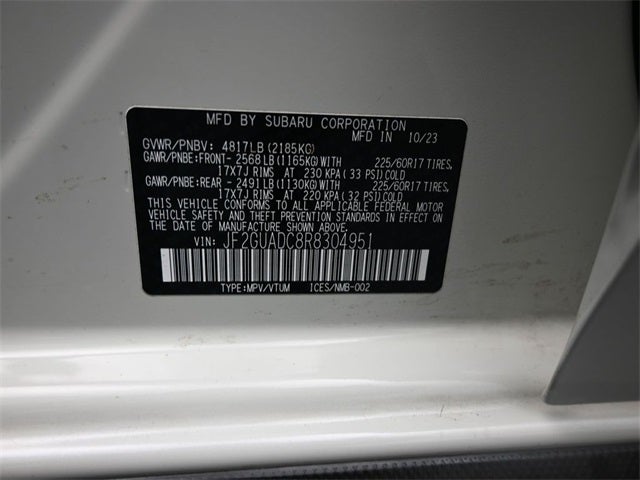 MFD BY SUBARU CORPORATION
MFD IN 10/23
GVWR/PNBV: 4817LB(2185KG)
GAWR/PNBE:FRONT- 2568LB(1165KG)WITH 225/60R17 TIRES,
17X7J RIMS AT 230 KPA(33 PSI)COLD
GAWR/PNBE:REAR - 2491LB(1130KG)WITH 225/60R17 TIRES,
17X7J RIMS AT 220 KPA(32 PSI)COLD
THIS VEHICLE CONFORMS TO ALL APPLICABLE FEDERAL MOTOR
VEHICLE SAFETY AND THEFT PREVENTION STANDARDS IN EFFECT
ON THE DATE OF MANUFACTURE SHOWN ABOVE.
VIN: JF2GUADC8R8304951
TYPE:MPV/VTUM ICES/NMB-002